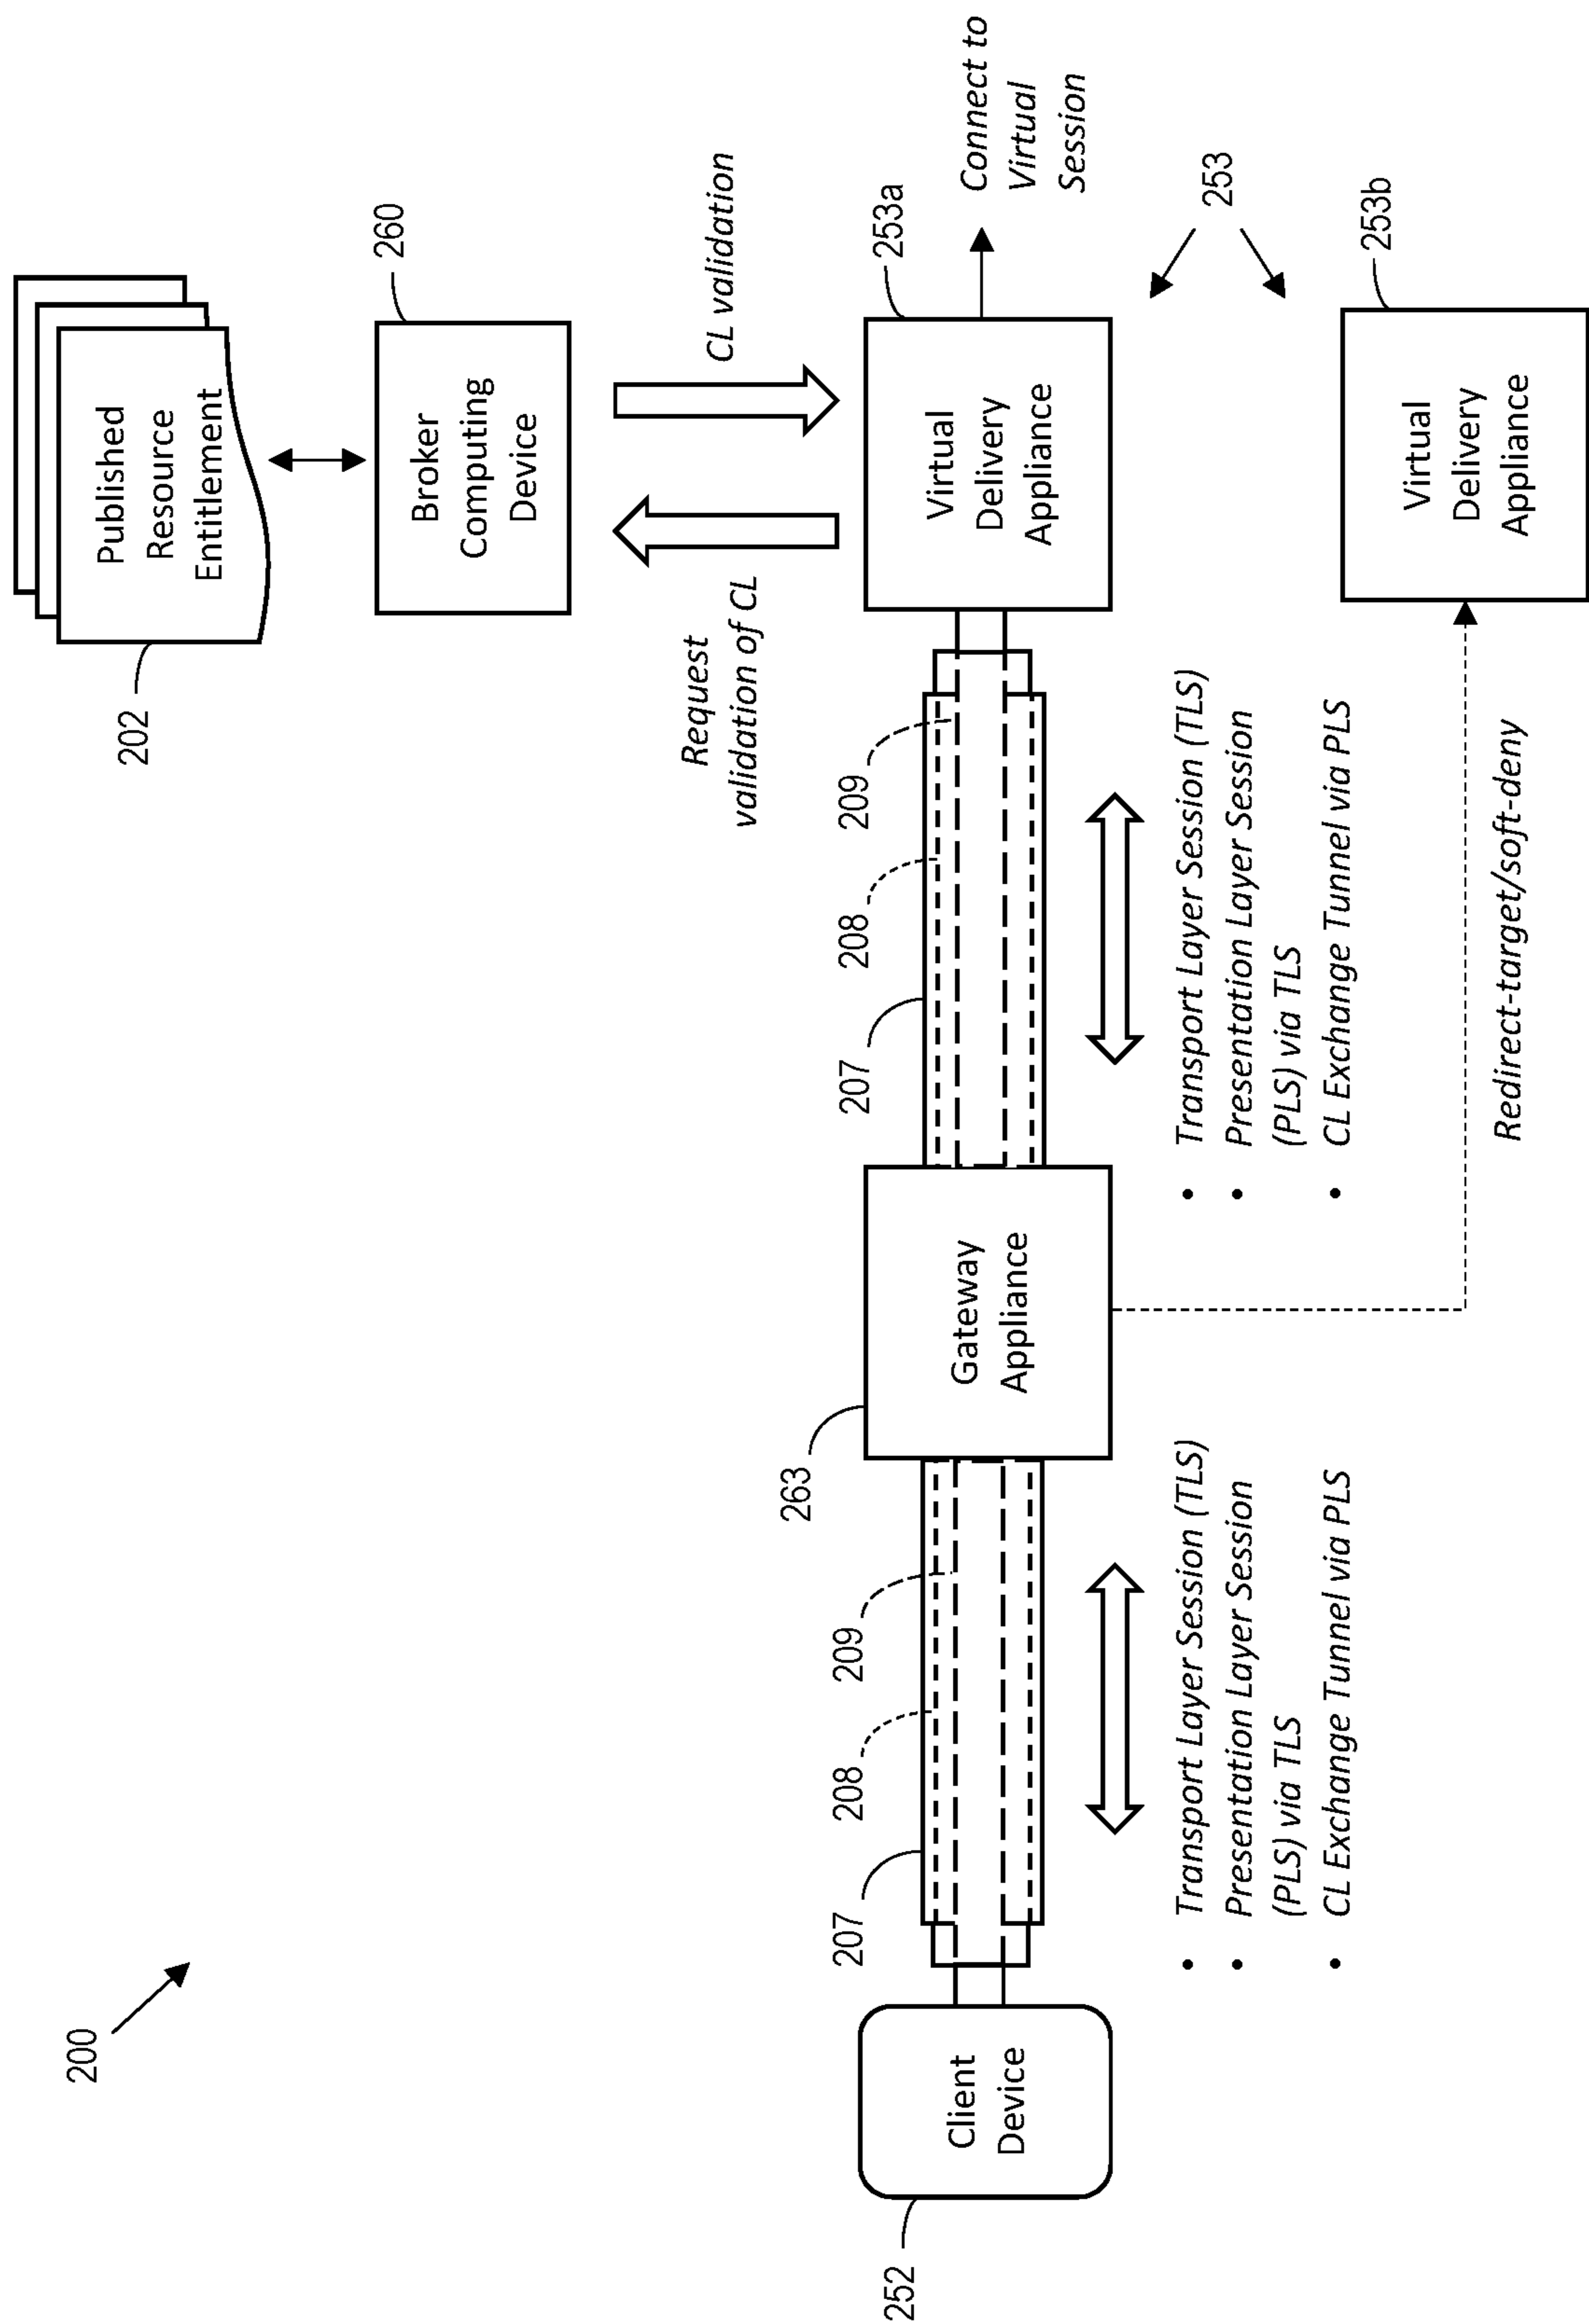 200
202
Published
Resource
Entitlement
260
Broker
Computing
Device
Request
validation of CL
CL validation
252
Client
Device
207
208
209
263
Gateway
Appliance
207
208
209
253a
Virtual
Delivery
Appliance
Connect to
Virtual
Session
253
• Transport Layer Session (TLS)
• Presentation Layer Session
(PLS) via TLS
• CL Exchange Tunnel via PLS
• Transport Layer Session (TLS)
• Presentation Layer Session
(PLS) via TLS
• CL Exchange Tunnel via PLS
Redirect-target/soft-deny
253b
Virtual
Delivery
Appliance